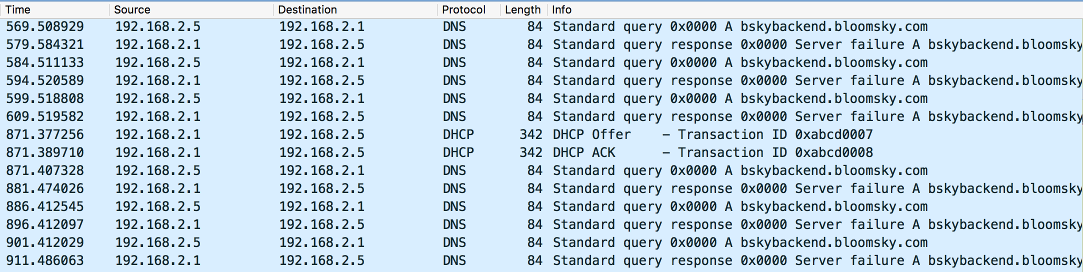 Time Source Destination Protocol Length Info
569.508929 192.168.2.5 192.168.2.1 DNS 84 Standard query 0x0000 A bskybackend.bloomsky.com
579.584321 192.168.2.1 192.168.2.5 DNS 84 Standard query response 0x0000 Server failure A bskybackend.bloomsky
584.511133 192.168.2.5 192.168.2.1 DNS 84 Standard query 0x0000 A bskybackend.bloomsky.com
594.520589 192.168.2.1 192.168.2.5 DNS 84 Standard query response 0x0000 Server failure A bskybackend.bloomsky
599.518808 192.168.2.5 192.168.2.1 DNS 84 Standard query 0x0000 A bskybackend.bloomsky.com
609.519582 192.168.2.1 192.168.2.5 DNS 84 Standard query response 0x0000 Server failure A bskybackend.bloomsky
871.377256 192.168.2.1 192.168.2.5 DHCP 342 DHCP Offer - Transaction ID 0xabcd0007
871.389710 192.168.2.1 192.168.2.5 DHCP 342 DHCP ACK - Transaction ID 0xabcd0008
871.407328 192.168.2.5 192.168.2.1 DNS 84 Standard query 0x0000 A bskybackend.bloomsky.com
881.474026 192.168.2.1 192.168.2.5 DNS 84 Standard query response 0x0000 Server failure A bskybackend.bloomsky
886.412545 192.168.2.5 192.168.2.1 DNS 84 Standard query 0x0000 A bskybackend.bloomsky.com
896.412097 192.168.2.1 192.168.2.5 DNS 84 Standard query response 0x0000 Server failure A bskybackend.bloomsky
901.412029 192.168.2.5 192.168.2.1 DNS 84 Standard query 0x0000 A bskybackend.bloomsky.com
911.486063 192.168.2.1 192.168.2.5 DNS 84 Standard query response 0x0000 Server failure A bskybackend.bloomsky